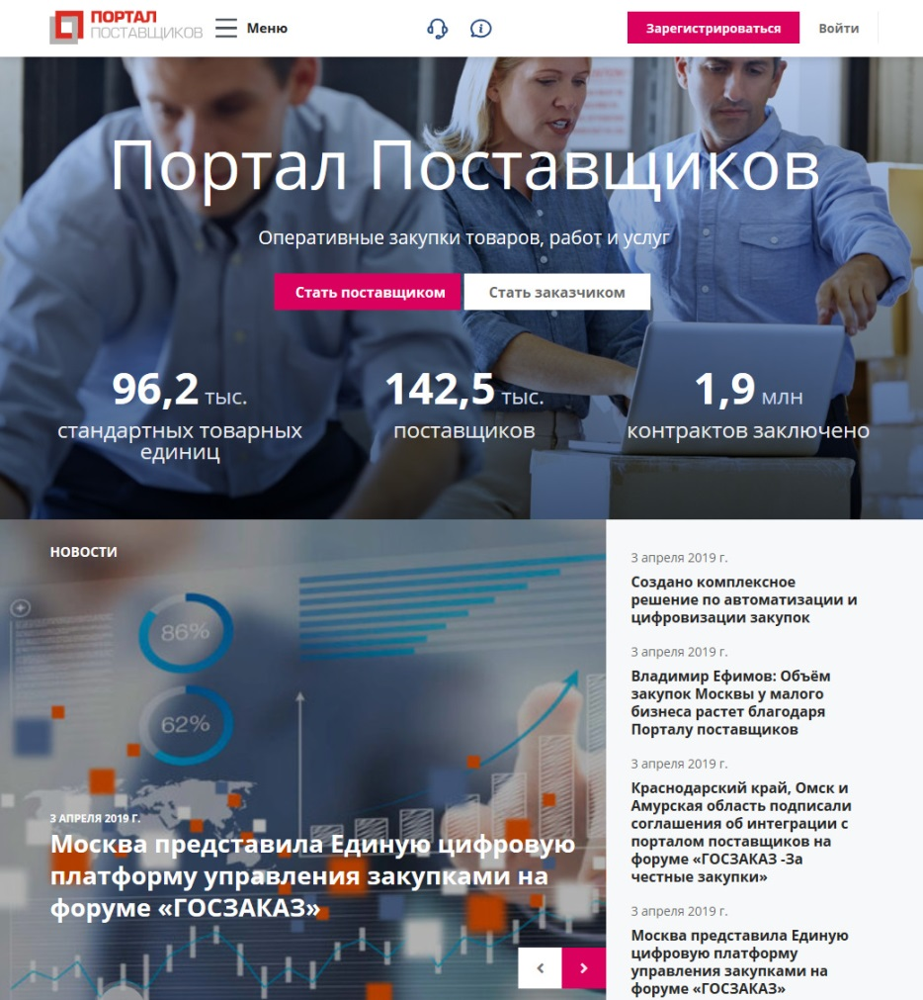 ПОРТАЛ
ПОСТАВЩИКОВ
Меню
Зарегистрироваться
Войти
Портал Поставщиков
Оперативные закупки товаров, работ и услуг
Стать поставщиком
Стать заказчиком
96,2 тыс.
стандартных товарных
единиц
142,5 тыс.
поставщиков
1,9 млн
контрактов заключено
НОВОСТИ
86%
62%
3 АПРЕЛЯ 2019 Г.
Москва представила Единую цифровую
платформу управления закупками на
форуме «ГОСЗАКАЗ»
3 апреля 2019 г.
Создано комплексное
решение по автоматизации и
цифровизации закупок
3 апреля 2019 г.
Владимир Ефимов: Объём
закупок Москвы у малого
бизнеса растет благодаря
Порталу поставщиков
3 апреля 2019 г.
Краснодарский край, Омск и
Амурская область подписали
соглашения об интеграции с
порталом поставщиков на
форуме «ГОСЗАКАЗ -За
честные закупки»
3 апреля 2019 г.
Москва представила Единую
цифровую платформу
управления закупками на
форуме «ГОСЗАКАЗ»